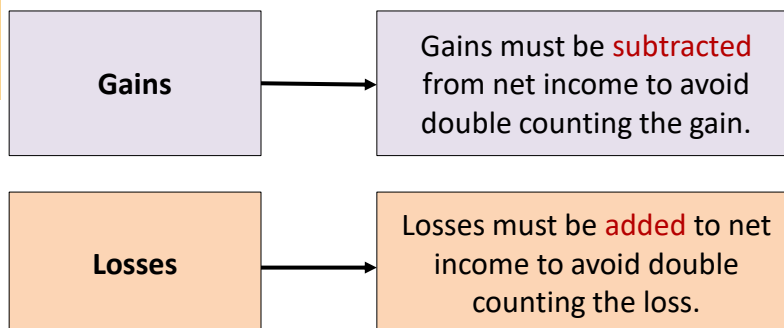 Gains
Gains must be subtracted
from net income to avoid
double counting the gain.
Losses
Losses must be added to net
income to avoid double
counting the loss.